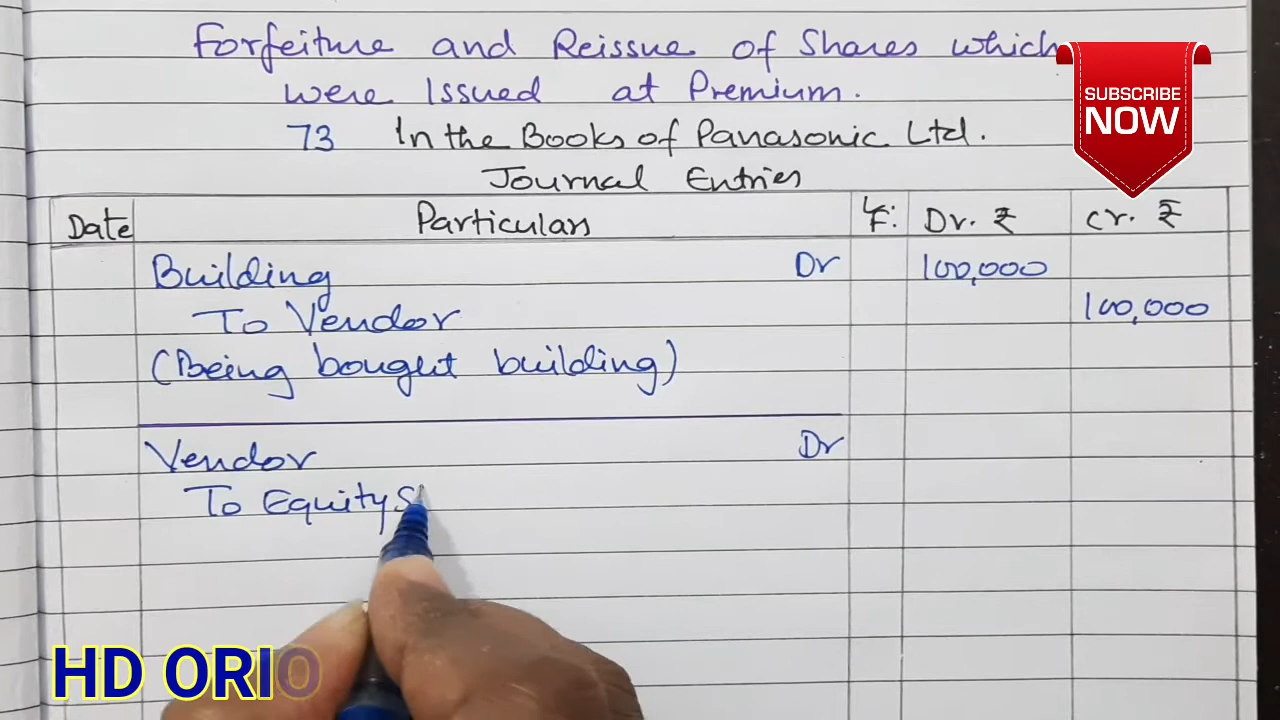 Forfeiture and Reissue of Shares which
were Issued at Premium.
SUBSCRIBE
NOW
73 In the Books of Panasonic Ltd.
Journal Entries
Date Particulars L.F. Dr. ₹ Cr. ₹
Building Dr 100,000
To Vendor 100,000
(Being bought building)
Vendor Dr
To Equity S
HD ORIO